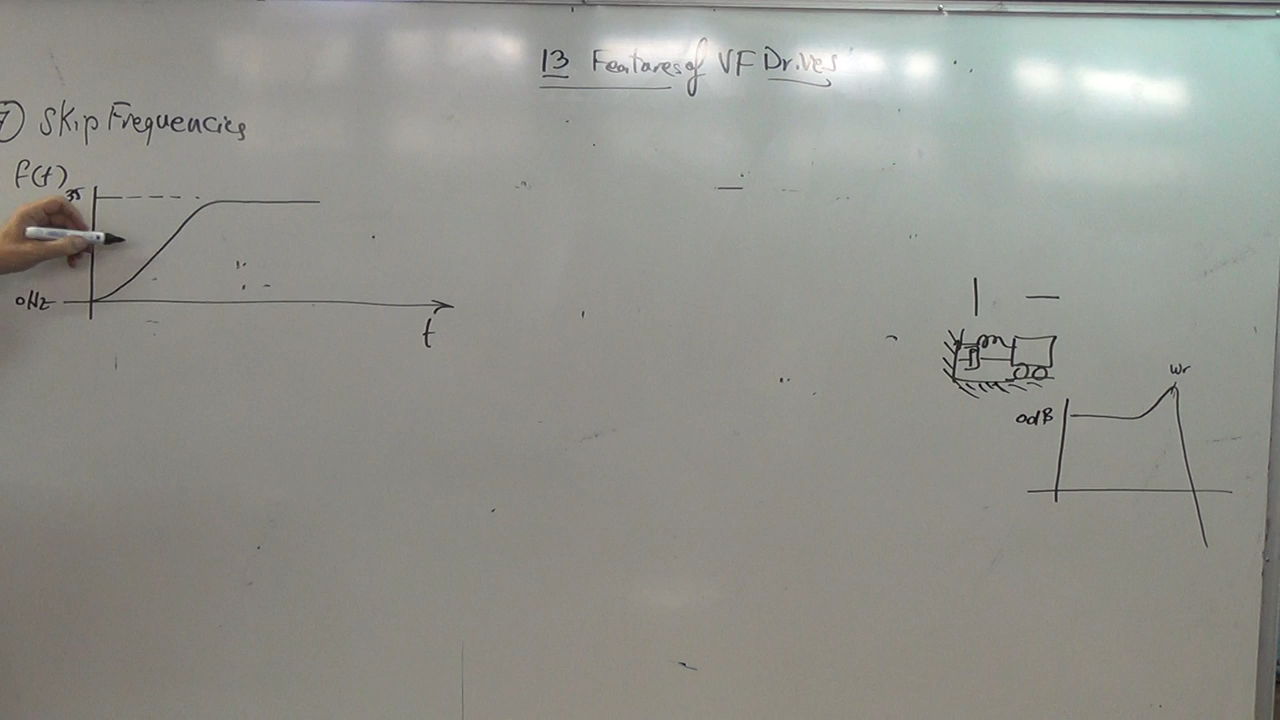 13 Features of VF Drives
7 Skip Frequencies
f(t)
35
0Hz
t
Wr
0dB